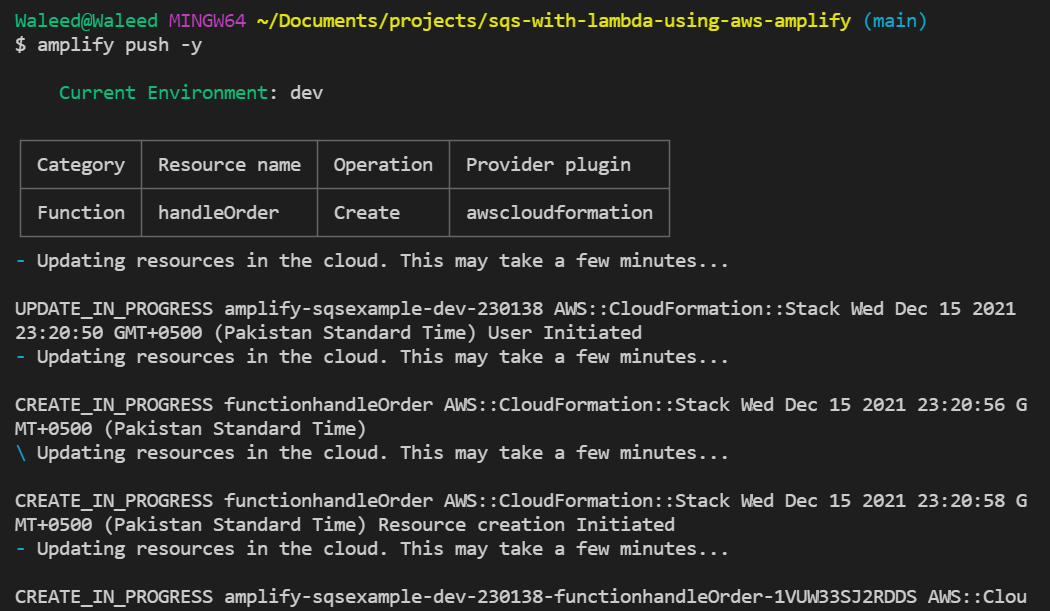 Waleed@Waleed MINGW64 ~/Documents/projects/sqs-with-lambda-using-aws-amplify (main)
$ amplify push -y
Current Environment: dev
Category Resource name Operation Provider plugin
Function handleOrder Create awscloudformation
- Updating resources in the cloud. This may take a few minutes...
UPDATE_IN_PROGRESS amplify-sqsexample-dev-230138 AWS::CloudFormation::Stack Wed Dec 15 2021
23:20:50 GMT+0500 (Pakistan Standard Time) User Initiated
- Updating resources in the cloud. This may take a few minutes...
CREATE_IN_PROGRESS functionhandleOrder AWS::CloudFormation::Stack Wed Dec 15 2021 23:20:56 G
MT+0500 (Pakistan Standard Time)
\ Updating resources in the cloud. This may take a few minutes...
CREATE_IN_PROGRESS functionhandleOrder AWS::CloudFormation::Stack Wed Dec 15 2021 23:20:58 G
MT+0500 (Pakistan Standard Time) Resource creation Initiated
- Updating resources in the cloud. This may take a few minutes...
CREATE_IN_PROGRESS amplify-sqsexample-dev-230138-functionhandleOrder-1VUW33SJ2RDDS AWS::Clou